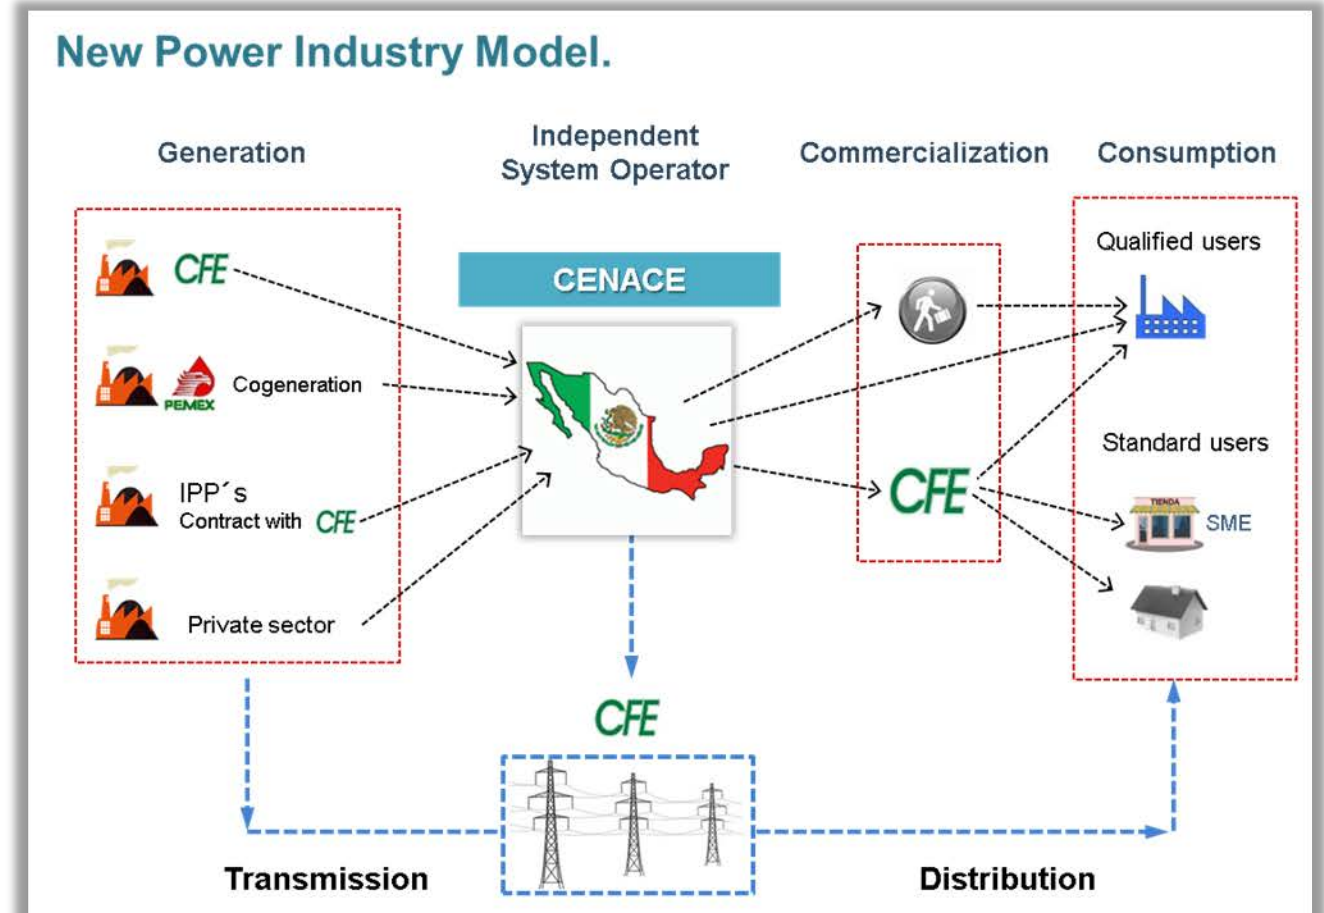 New Power Industry Model.
Generation
Independent
System Operator
Commercialization
Consumption
CFE
PEMEX
Cogeneration
IPP´s
Contract with CFE
Private sector
CENACE
CFE
Qualified users
Standard users
TIENDA
SME
CFE
Transmission
Distribution